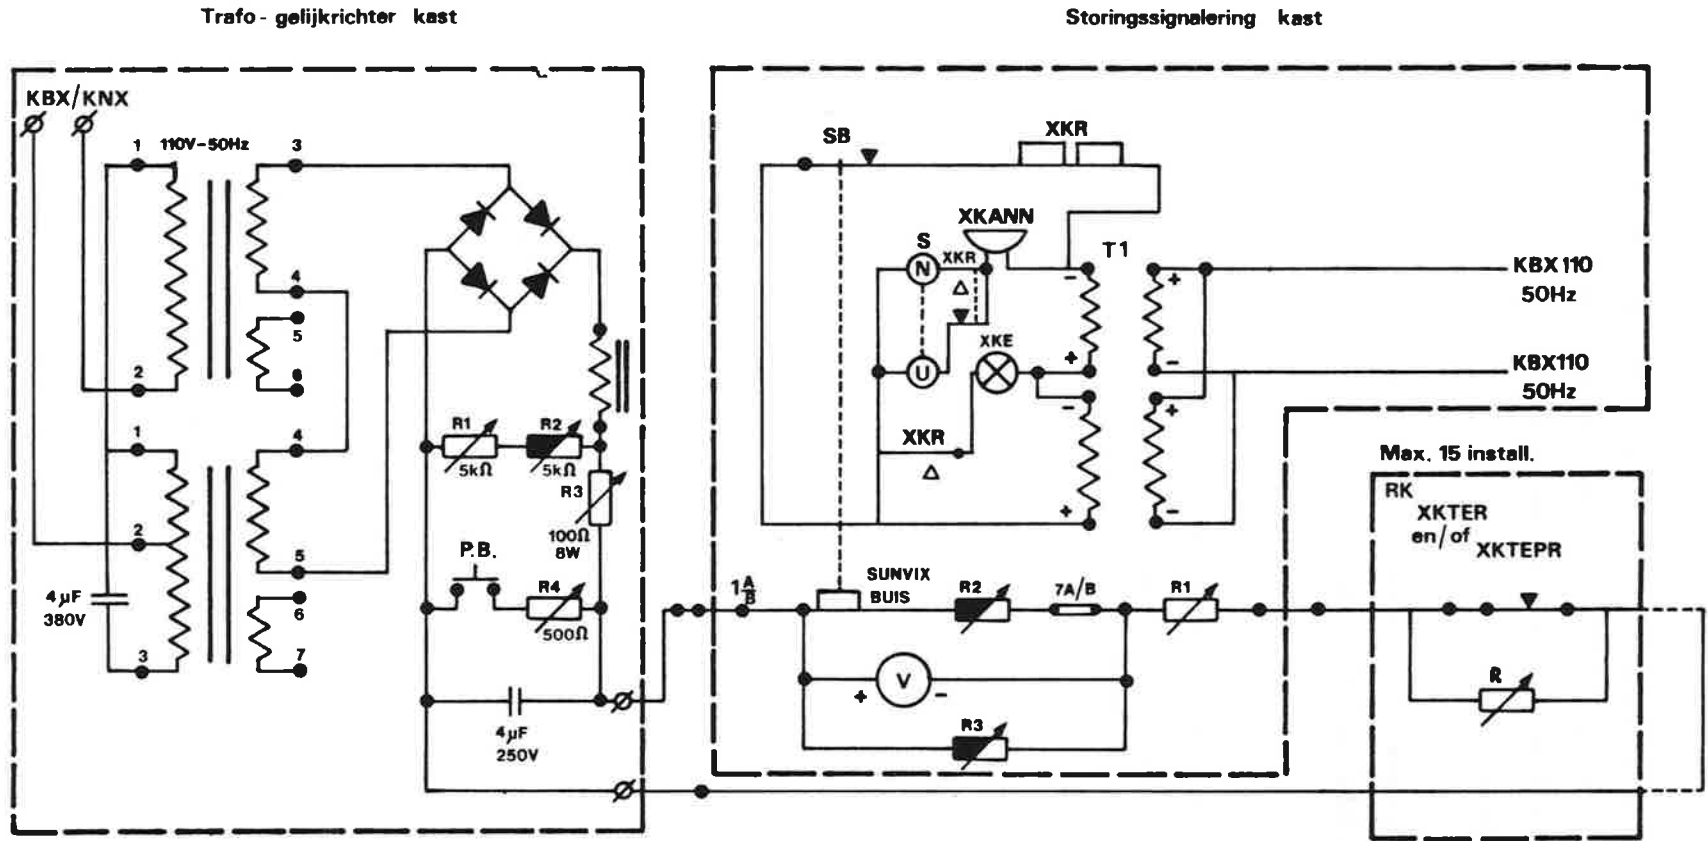 Trafo - gelijkrichter kast
Storingssignalering kast
KBX/KNX
1
110V-50Hz
3
4
5
6
2
1
4
2
5
4µF
380V
6
3
7
R1
5kΩ
R2
5kΩ
R3
100Ω
8W
P.B.
R4
500Ω
4µF
250V
SB
XKR
XKANN
S
N
XKR
T1
-
+
KBX110
50Hz
XKE
U
+
-
KBX110
50Hz
-
+
XKR
+
-
1 A/B
SUNVIX
BUIS
R2
7A/B
R1
+
V
-
R3
Max. 15 install.
RK
XKTER
en/of
XKTEPR
R